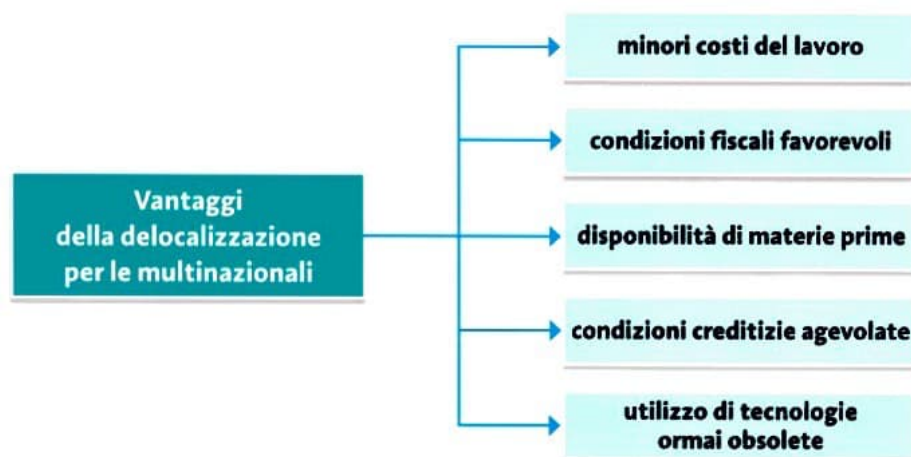 Vantaggi
della delocalizzazione
per le multinazionali
minori costi del lavoro
condizioni fiscali favorevoli
disponibilità di materie prime
condizioni creditizie agevolate
utilizzo di tecnologie
ormai obsolete